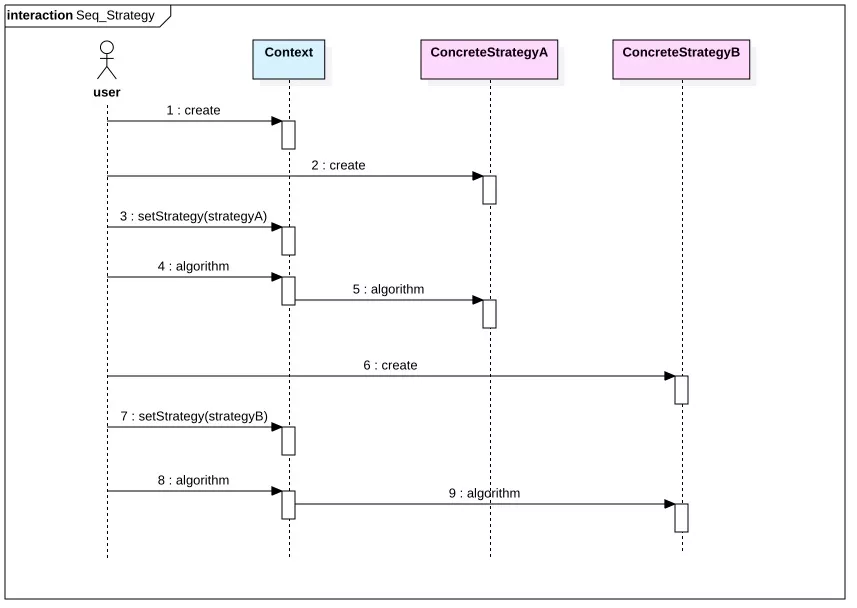 interaction Seq_Strategy
user
Context
ConcreteStrategyA
ConcreteStrategyB
1 : create
2 : create
3 : setStrategy(strategyA)
4 : algorithm
5 : algorithm
6 : create
7 : setStrategy(strategyB)
8 : algorithm
9 : algorithm